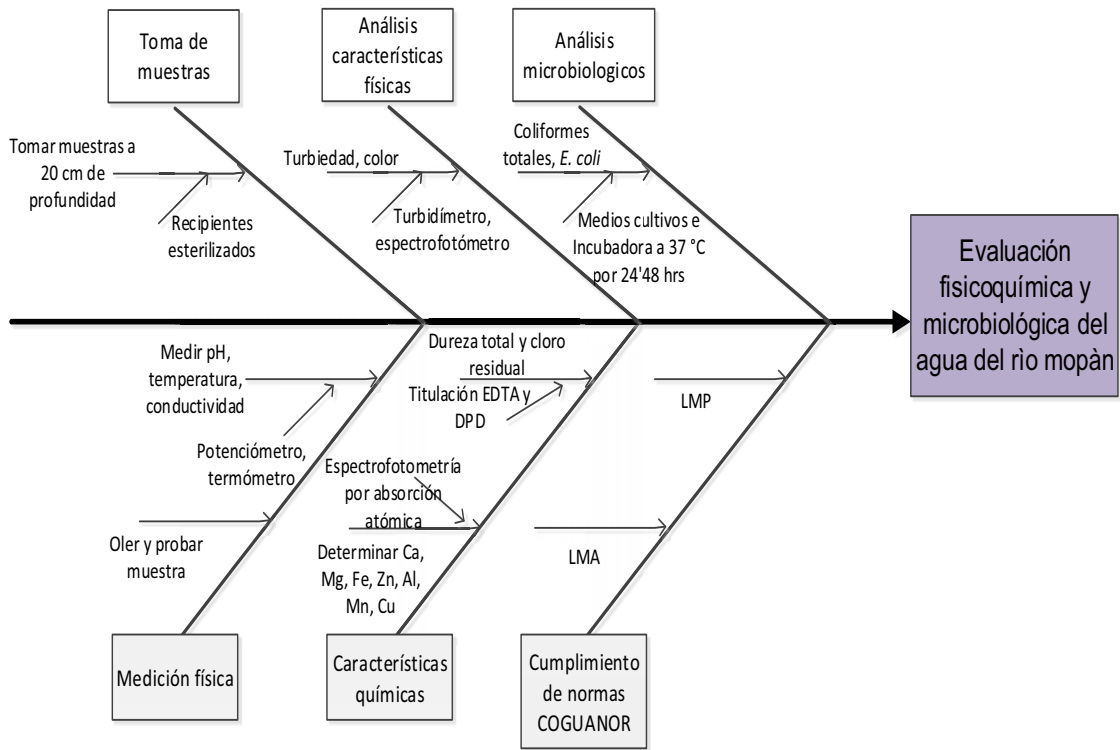 Toma de
muestras
Análisis
características
físicas
Análisis
microbiologicos
Tomar muestras a
20 cm de
profundidad
Recipientes
esterilizados
Turbiedad, color
Turbidímetro,
espectrofotómetro
Coliformes
totales, E. coli
Medios cultivos e
Incubadora a 37 °C
por 24'48 hrs
Evaluación
fisicoquímica y
microbiológica del
agua del rìo mopàn
Medir pH,
temperatura,
conductividad
Potenciómetro,
termómetro
Oler y probar
muestra
Dureza total y cloro
residual
Titulación EDTA y
DPD
Espectrofotometría
por absorción
atómica
Determinar Ca,
Mg, Fe, Zn, Al,
Mn, Cu
LMP
LMA
Medición física
Características
químicas
Cumplimiento
de normas
COGUANOR